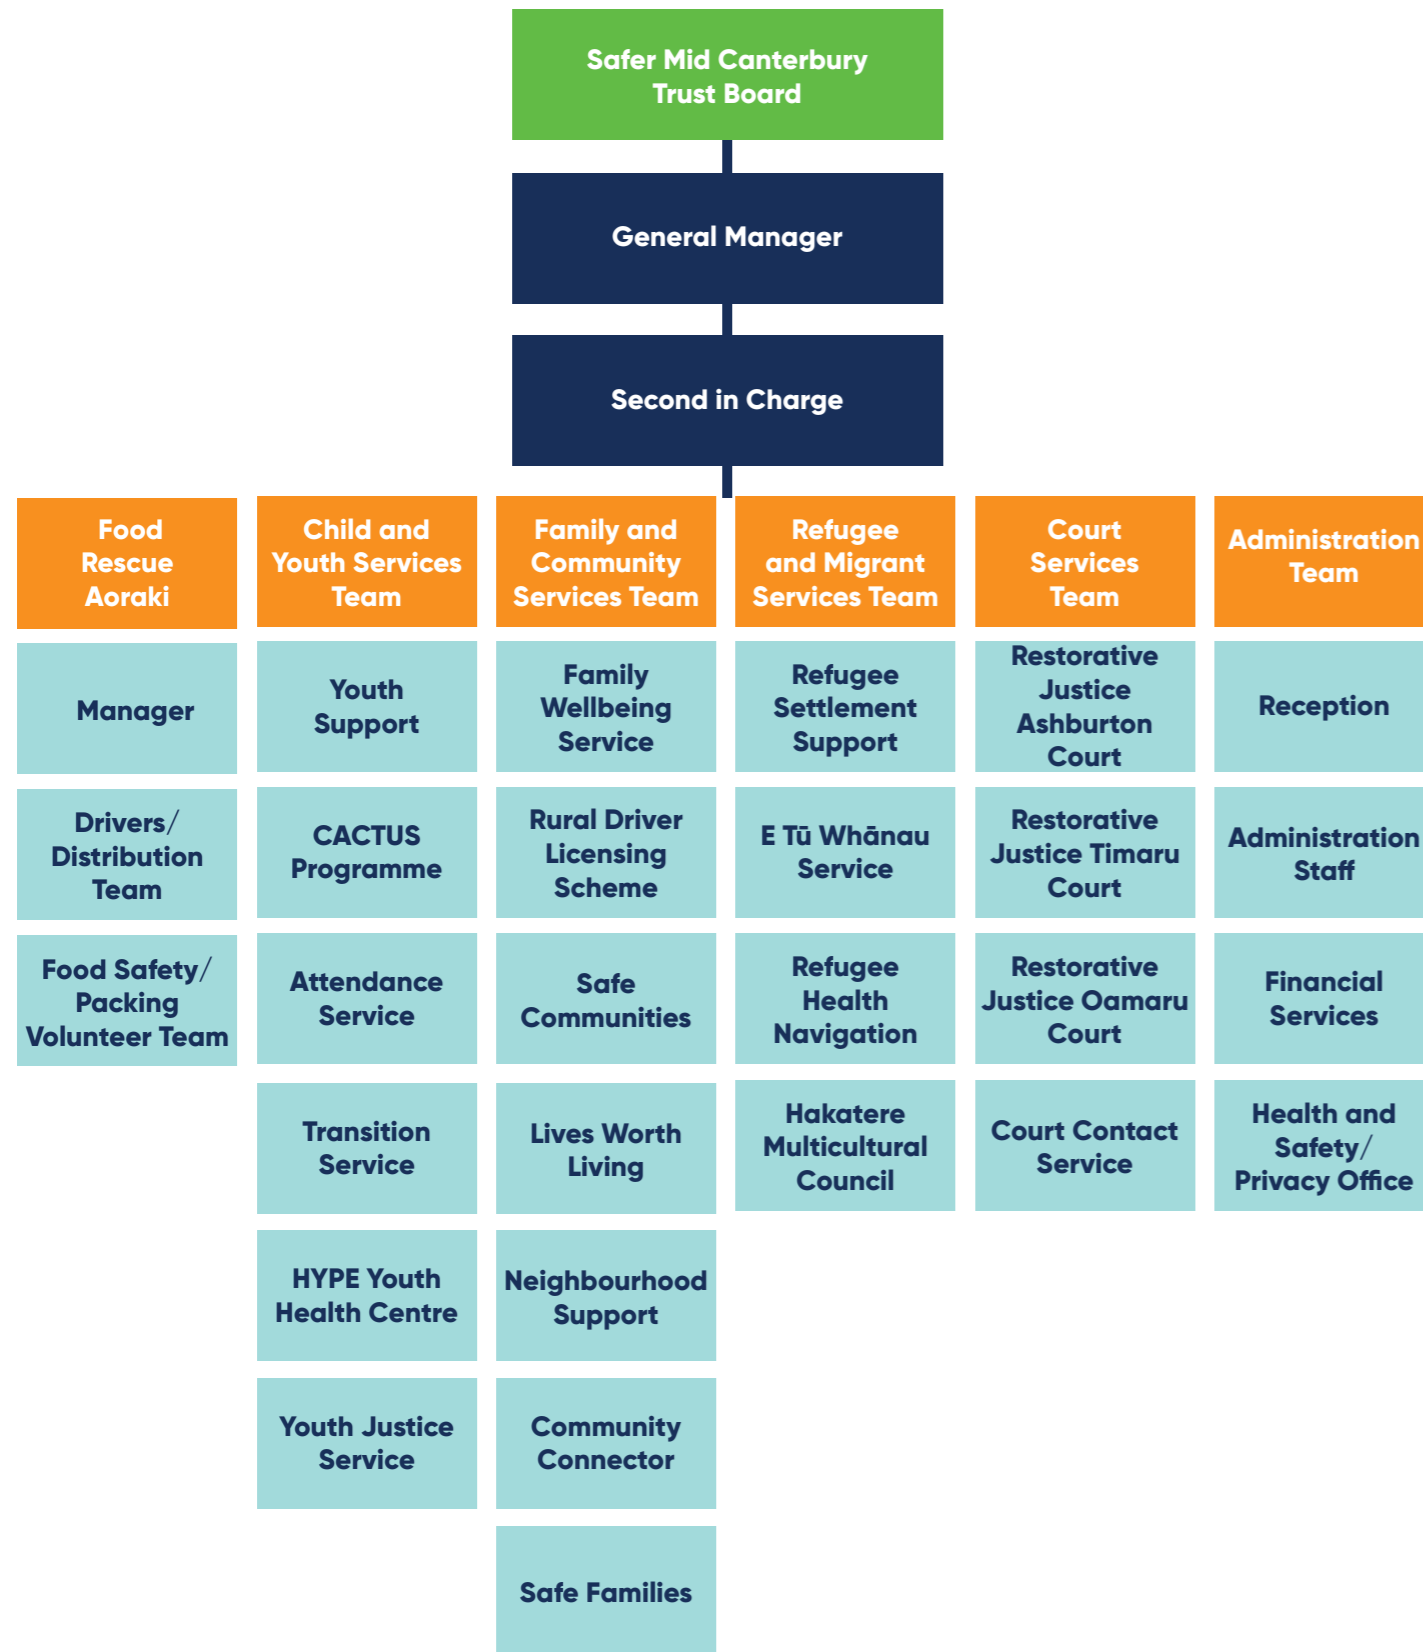 Safer Mid Canterbury
Trust Board
General Manager
Second in Charge
Food
Rescue
Aoraki
Child and
Youth Services
Team
Family and
Community
Services Team
Refugee
and Migrant
Services Team
Court
Services
Team
Administration
Team
Manager
Youth
Support
Family
Wellbeing
Service
Refugee
Settlement
Support
Restorative
Justice
Ashburton
Court
Reception
Drivers/
Distribution
Team
CACTUS
Programme
Rural Driver
Licensing
Scheme
E Tū Whānau
Service
Restorative
Justice Timaru
Court
Administration
Staff
Food Safety/
Packing
Volunteer Team
Attendance
Service
Safe
Communities
Refugee
Health
Navigation
Restorative
Justice Oamaru
Court
Financial
Services
Transition
Service
Lives Worth
Living
Hakatere
Multicultural
Council
Court Contact
Service
Health and
Safety/
Privacy Office
HYPE Youth
Health Centre
Neighbourhood
Support
Youth Justice
Service
Community
Connector
Safe Families